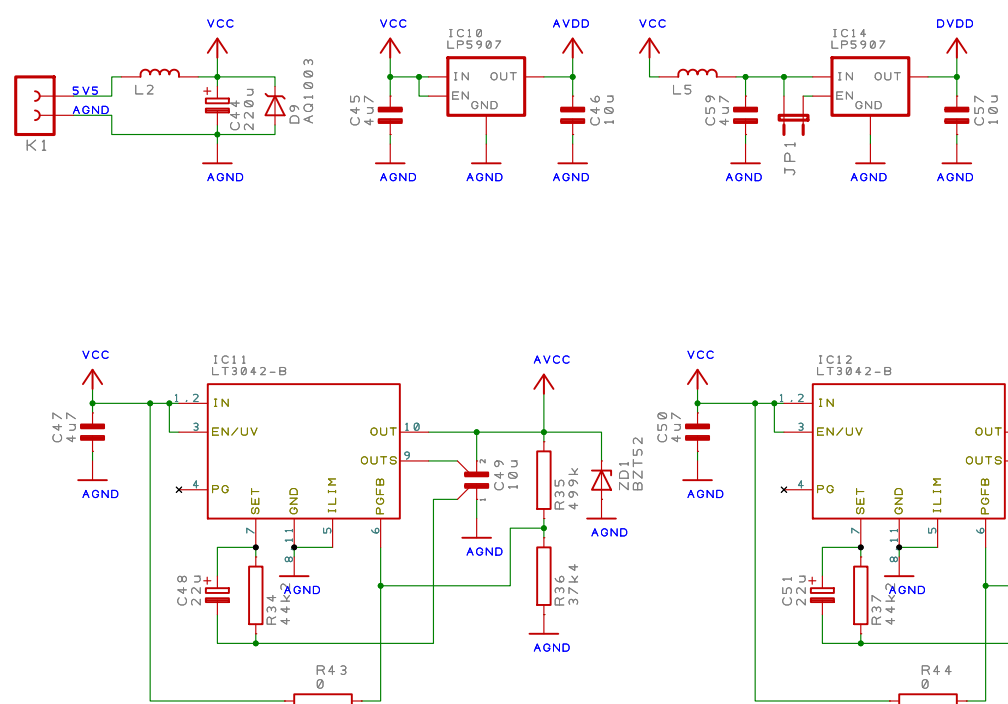 VCC
VCC
AVDD
VCC
DVDD
IC10
LP5907
IC14
LP5907
5V5
AGND
K1
L2
+
C44
220u
D9
AQ1003
IN
OUT
EN
GND
C45
4u7
C46
10u
L5
C59
4u7
JP1
IN
OUT
EN
GND
C57
10u
AGND
AGND
AGND
AGND
AGND
AGND
AGND
VCC
IC11
LT3042-B
AVCC
VCC
IC12
LT3042-B
C47
4u7
1,2
IN
3
EN/UV
4
PG
OUT
10
OUTS
9
SET
GND
ILIM
PGFB
7
8
11
5
6
2
1
C49
10u
R35
499k
ZD1
BZT52
AGND
AGND
AGND
C48
22u
+
R34
44k2
AGND
R36
37k4
AGND
R43
0
C50
4u7
1,2
IN
3
EN/UV
4
PG
OUT
OUTS
SET
GND
ILIM
PGFB
7
8
11
5
6
AGND
C51
22u
+
R37
44k2
AGND
R44
0